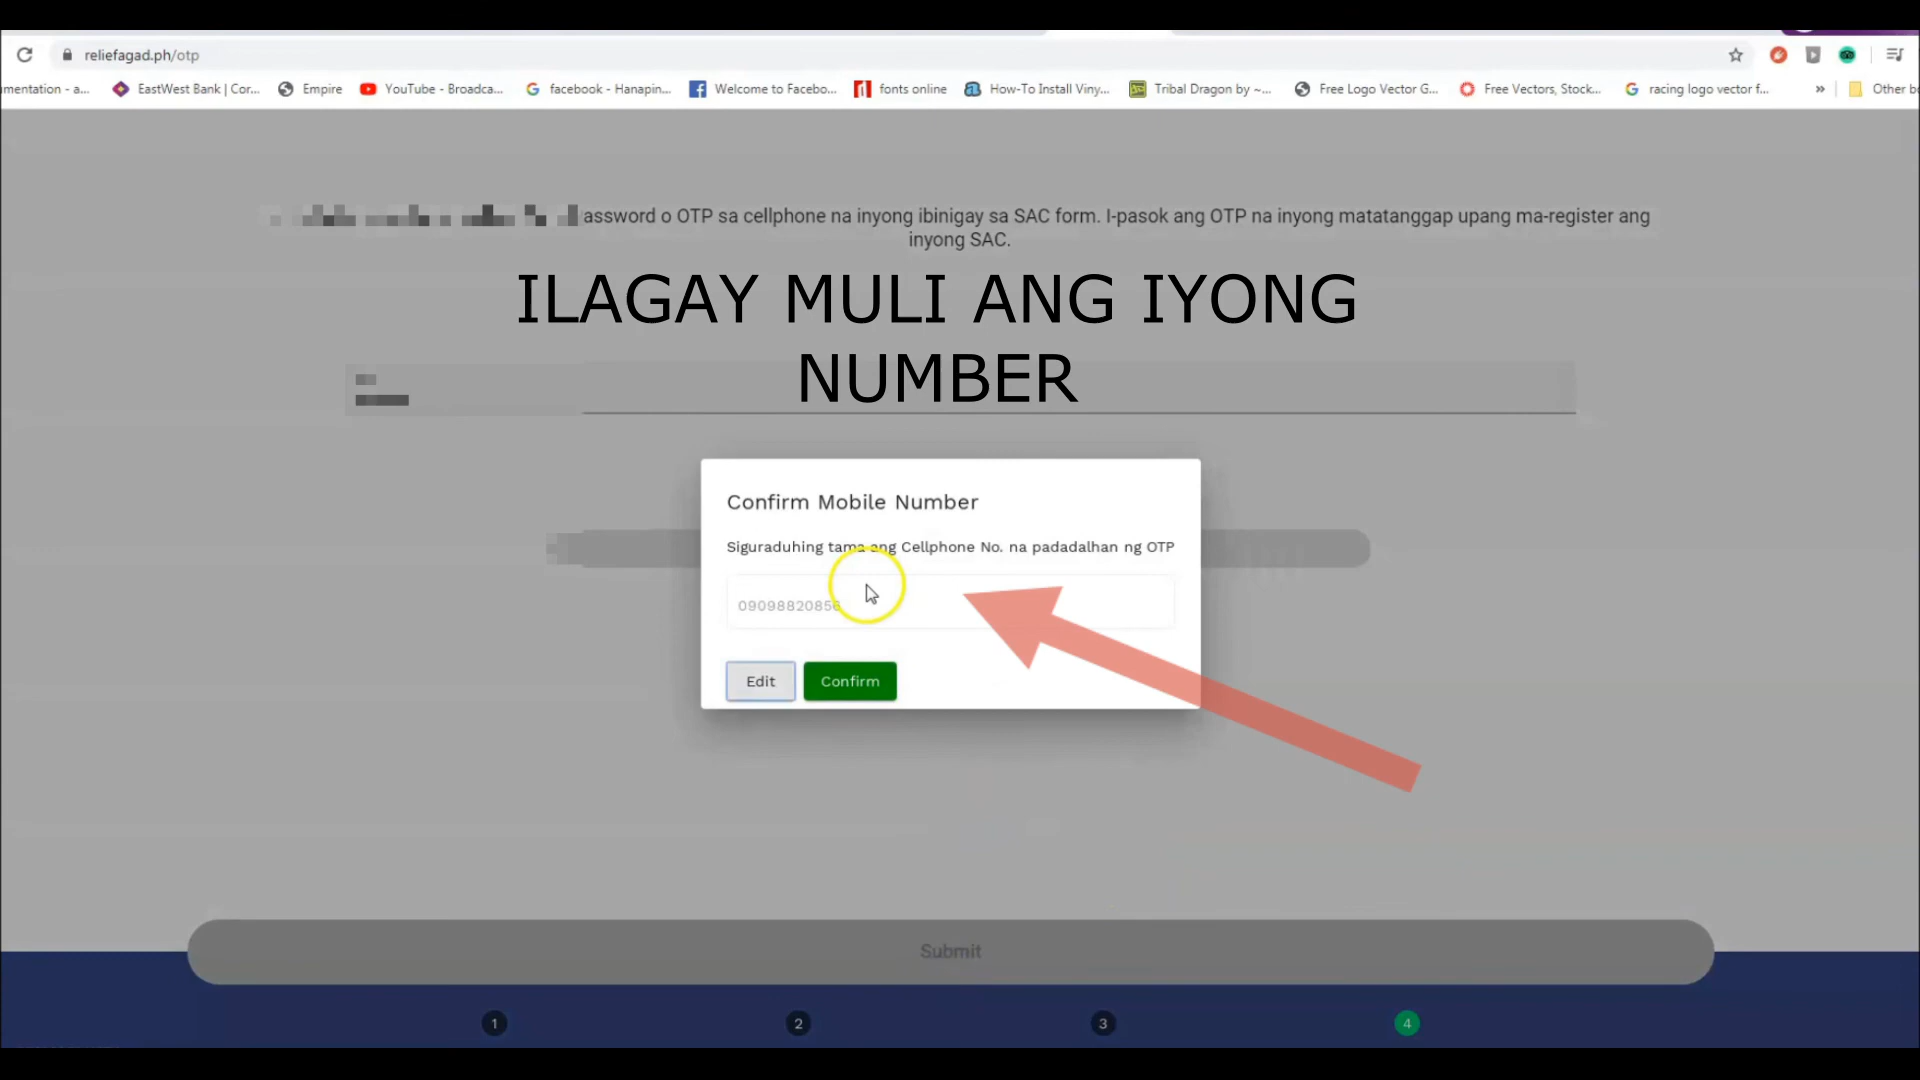 reliefagad.ph/otp
mentation - a...
EastWest Bank | Cor...
Empire
YouTube - Broadca...
facebook - Hanapin...
Welcome to Facebo...
fonts online
How-To Install Viny...
Tribal Dragon by ~...
Free Logo Vector G...
Free Vectors, Stock...
racing logo vector f...
»
Other bo
assword o OTP sa cellphone na inyong ibinigay sa SAC form. I-pasok ang OTP na inyong matatanggap upang ma-register ang
inyong SAC.
ILAGAY MULI ANG IYONG
NUMBER
Confirm Mobile Number
Siguraduhing tama ang Cellphone No. na padadalhan ng OTP
09098820856
Edit
Confirm
Submit
1
2
3
4